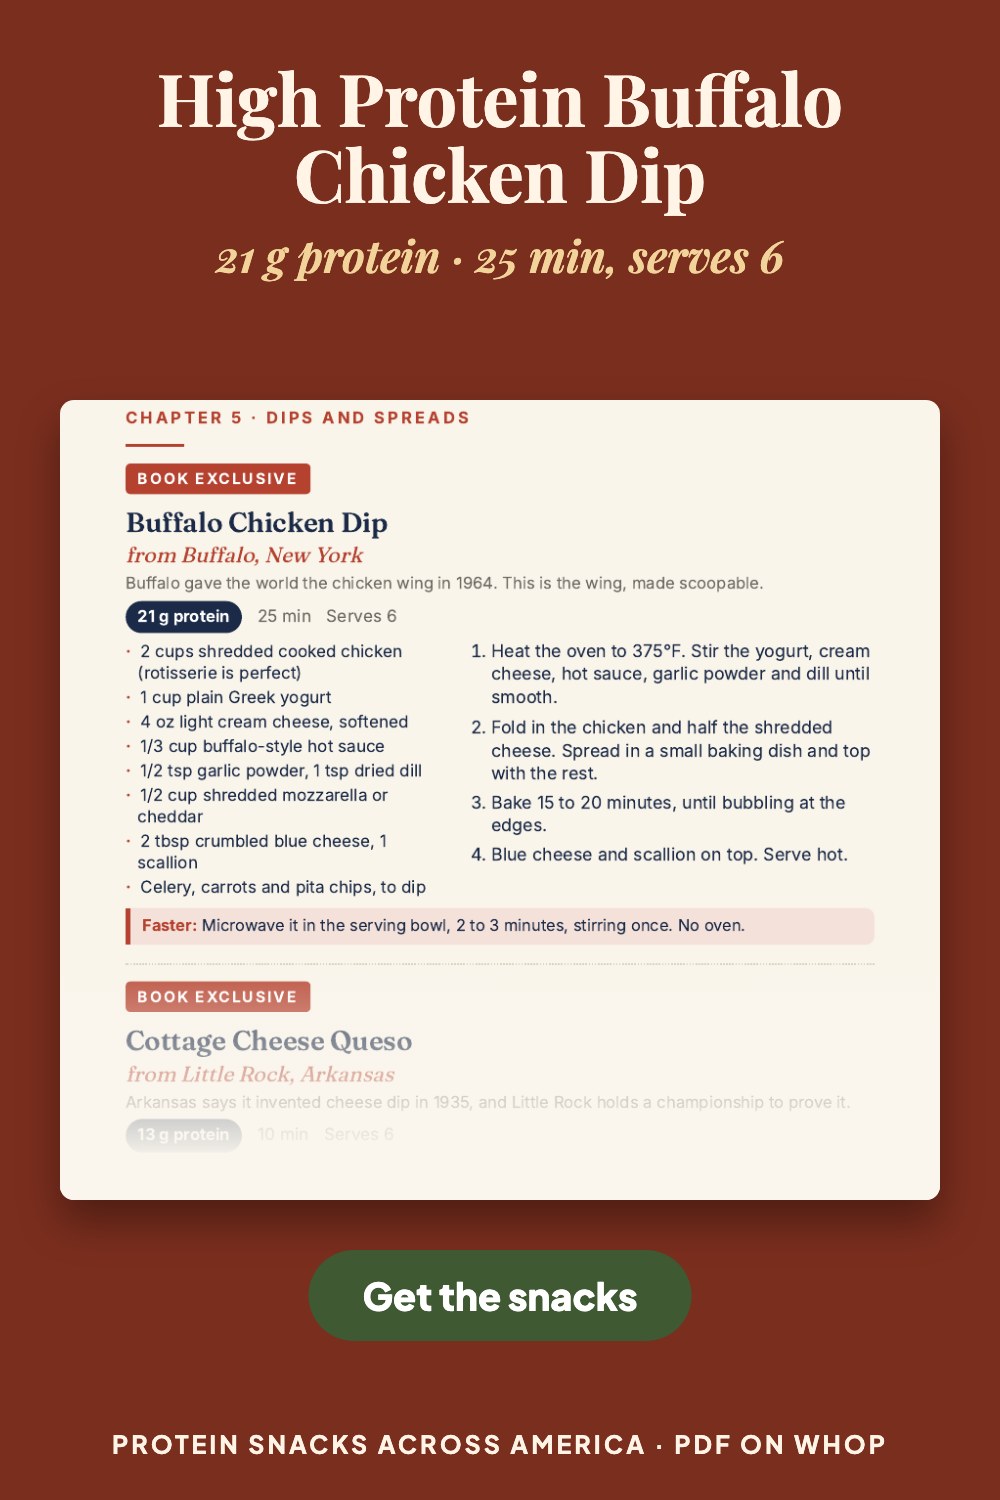 High Protein Buffalo
Chicken Dip
21 g protein · 25 min, serves 6
CHAPTER 5 · DIPS AND SPREADS
BOOK EXCLUSIVE
Buffalo Chicken Dip
from Buffalo, New York
Buffalo gave the world the chicken wing in 1964. This is the wing, made scoopable.
21 g protein 25 min Serves 6
· 2 cups shredded cooked chicken
(rotisserie is perfect)
· 1 cup plain Greek yogurt
· 4 oz light cream cheese, softened
· 1/3 cup buffalo-style hot sauce
· 1/2 tsp garlic powder, 1 tsp dried dill
· 1/2 cup shredded mozzarella or
cheddar
· 2 tbsp crumbled blue cheese, 1
scallion
· Celery, carrots and pita chips, to dip
1. Heat the oven to 375°F. Stir the yogurt, cream
cheese, hot sauce, garlic powder and dill until
smooth.
2. Fold in the chicken and half the shredded
cheese. Spread in a small baking dish and top
with the rest.
3. Bake 15 to 20 minutes, until bubbling at the
edges.
4. Blue cheese and scallion on top. Serve hot.
Faster: Microwave it in the serving bowl, 2 to 3 minutes, stirring once. No oven.
BOOK EXCLUSIVE
Cottage Cheese Queso
from Little Rock, Arkansas
Arkansas says it invented cheese dip in 1935, and Little Rock holds a championship to prove it.
13 g protein 10 min Serves 6
Get the snacks
PROTEIN SNACKS ACROSS AMERICA · PDF ON WHOP